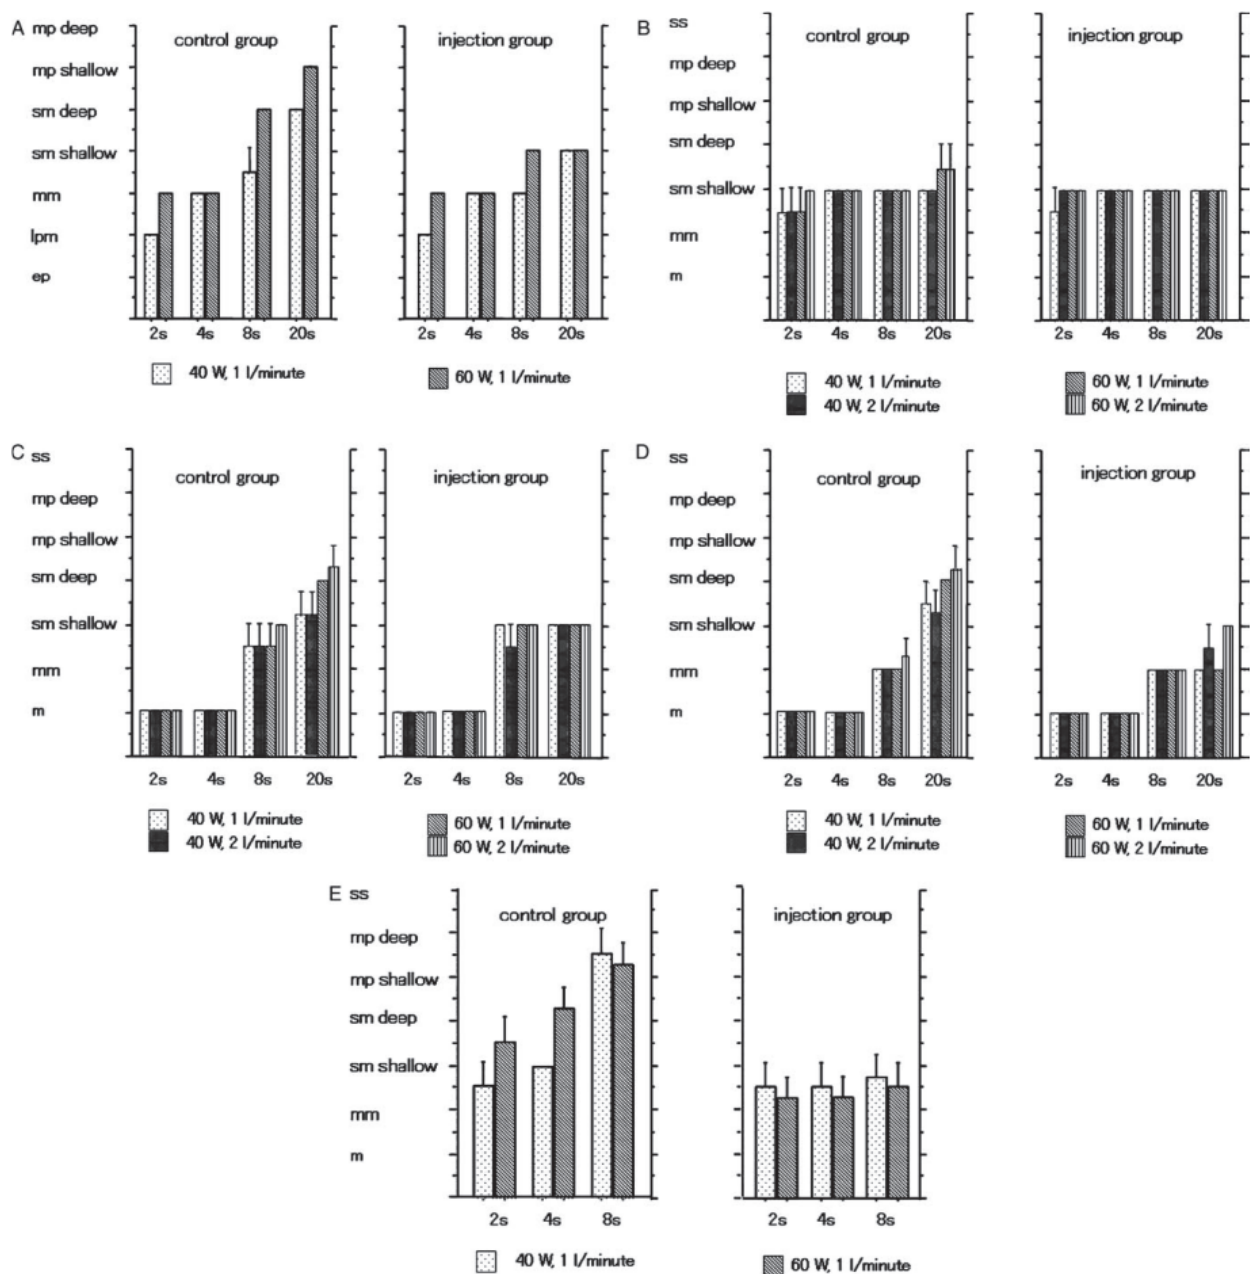 A
mp deep
mp shallow
sm deep
sm shallow
mm
lpm
ep
control group
injection group
2s 4s 8s 20s
2s 4s 8s 20s
40 W, 1 l/minute
60 W, 1 l/minute
B
ss
mp deep
mp shallow
sm deep
sm shallow
mm
m
control group
injection group
2s 4s 8s 20s
2s 4s 8s 20s
40 W, 1 l/minute
40 W, 2 l/minute
60 W, 1 l/minute
60 W, 2 l/minute
C
ss
mp deep
mp shallow
sm deep
sm shallow
mm
m
control group
injection group
2s 4s 8s 20s
2s 4s 8s 20s
40 W, 1 l/minute
40 W, 2 l/minute
60 W, 1 l/minute
60 W, 2 l/minute
D
ss
mp deep
mp shallow
sm deep
sm shallow
mm
m
control group
injection group
2s 4s 8s 20s
2s 4s 8s 20s
40 W, 1 l/minute
40 W, 2 l/minute
60 W, 1 l/minute
60 W, 2 l/minute
E
ss
mp deep
mp shallow
sm deep
sm shallow
mm
m
control group
injection group
2s 4s 8s
2s 4s 8s
40 W, 1 l/minute
60 W, 1 l/minute